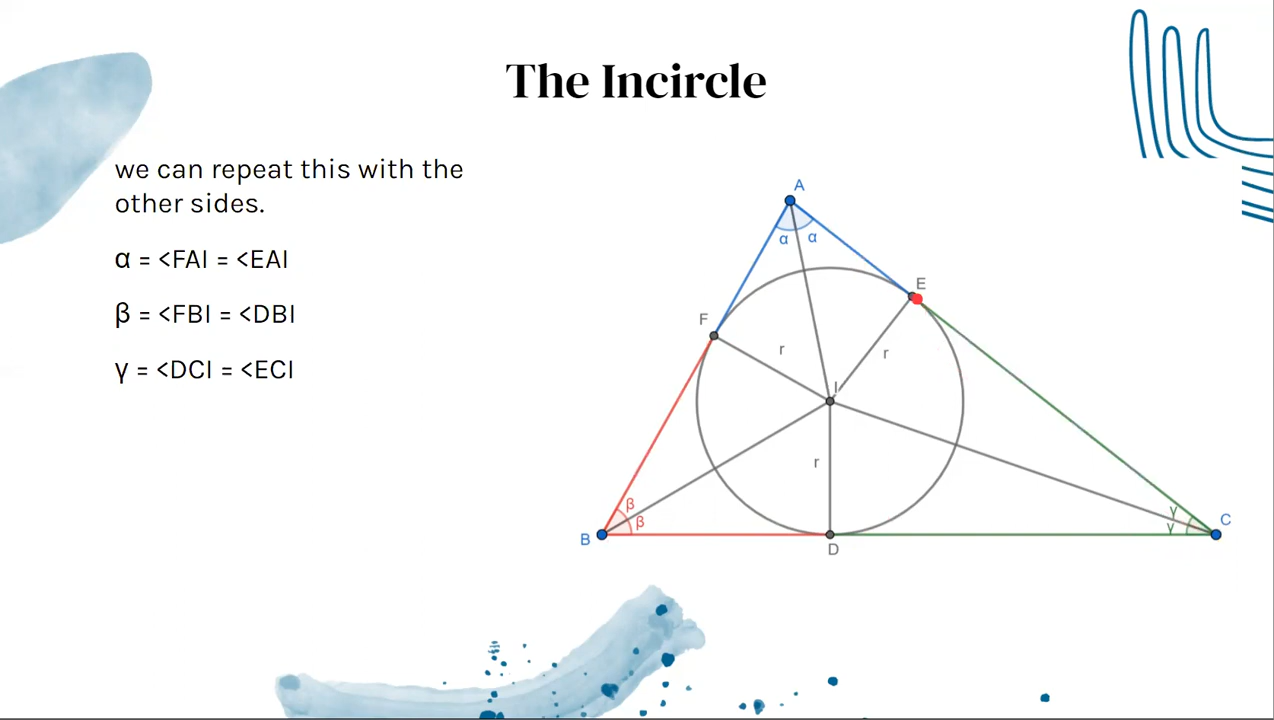 The Incircle
we can repeat this with the
other sides.
α = <FAI = <EAI
β = <FBI = <DBI
γ = <DCI = <ECI
A
α α
E
F
r
r
I
r
β
β
B
D
γ
γ
C